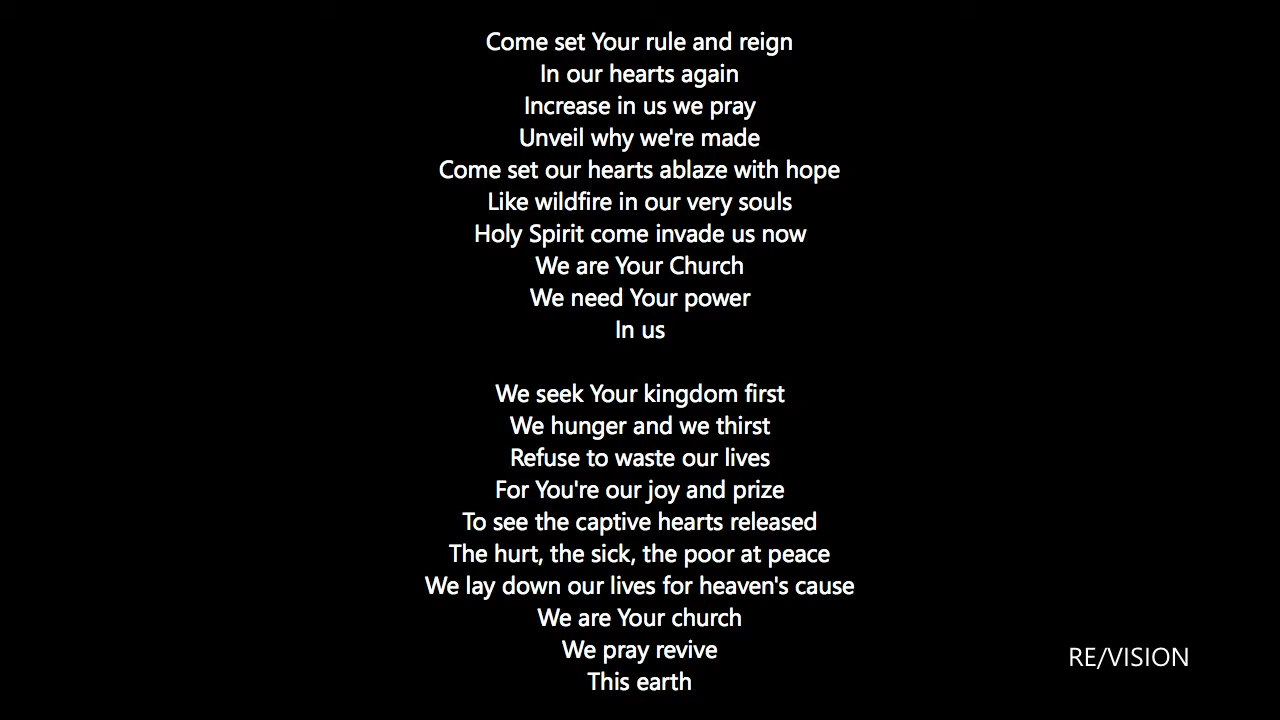 Come set Your rule and reign
In our hearts again
Increase in us we pray
Unveil why we're made
Come set our hearts ablaze with hope
Like wildfire in our very souls
Holy Spirit come invade us now
We are Your Church
We need Your power
In us

We seek Your kingdom first
We hunger and we thirst
Refuse to waste our lives
For You're our joy and prize
To see the captive hearts released
The hurt, the sick, the poor at peace
We lay down our lives for heaven's cause
We are Your church
We pray revive
This earth
RE/VISION